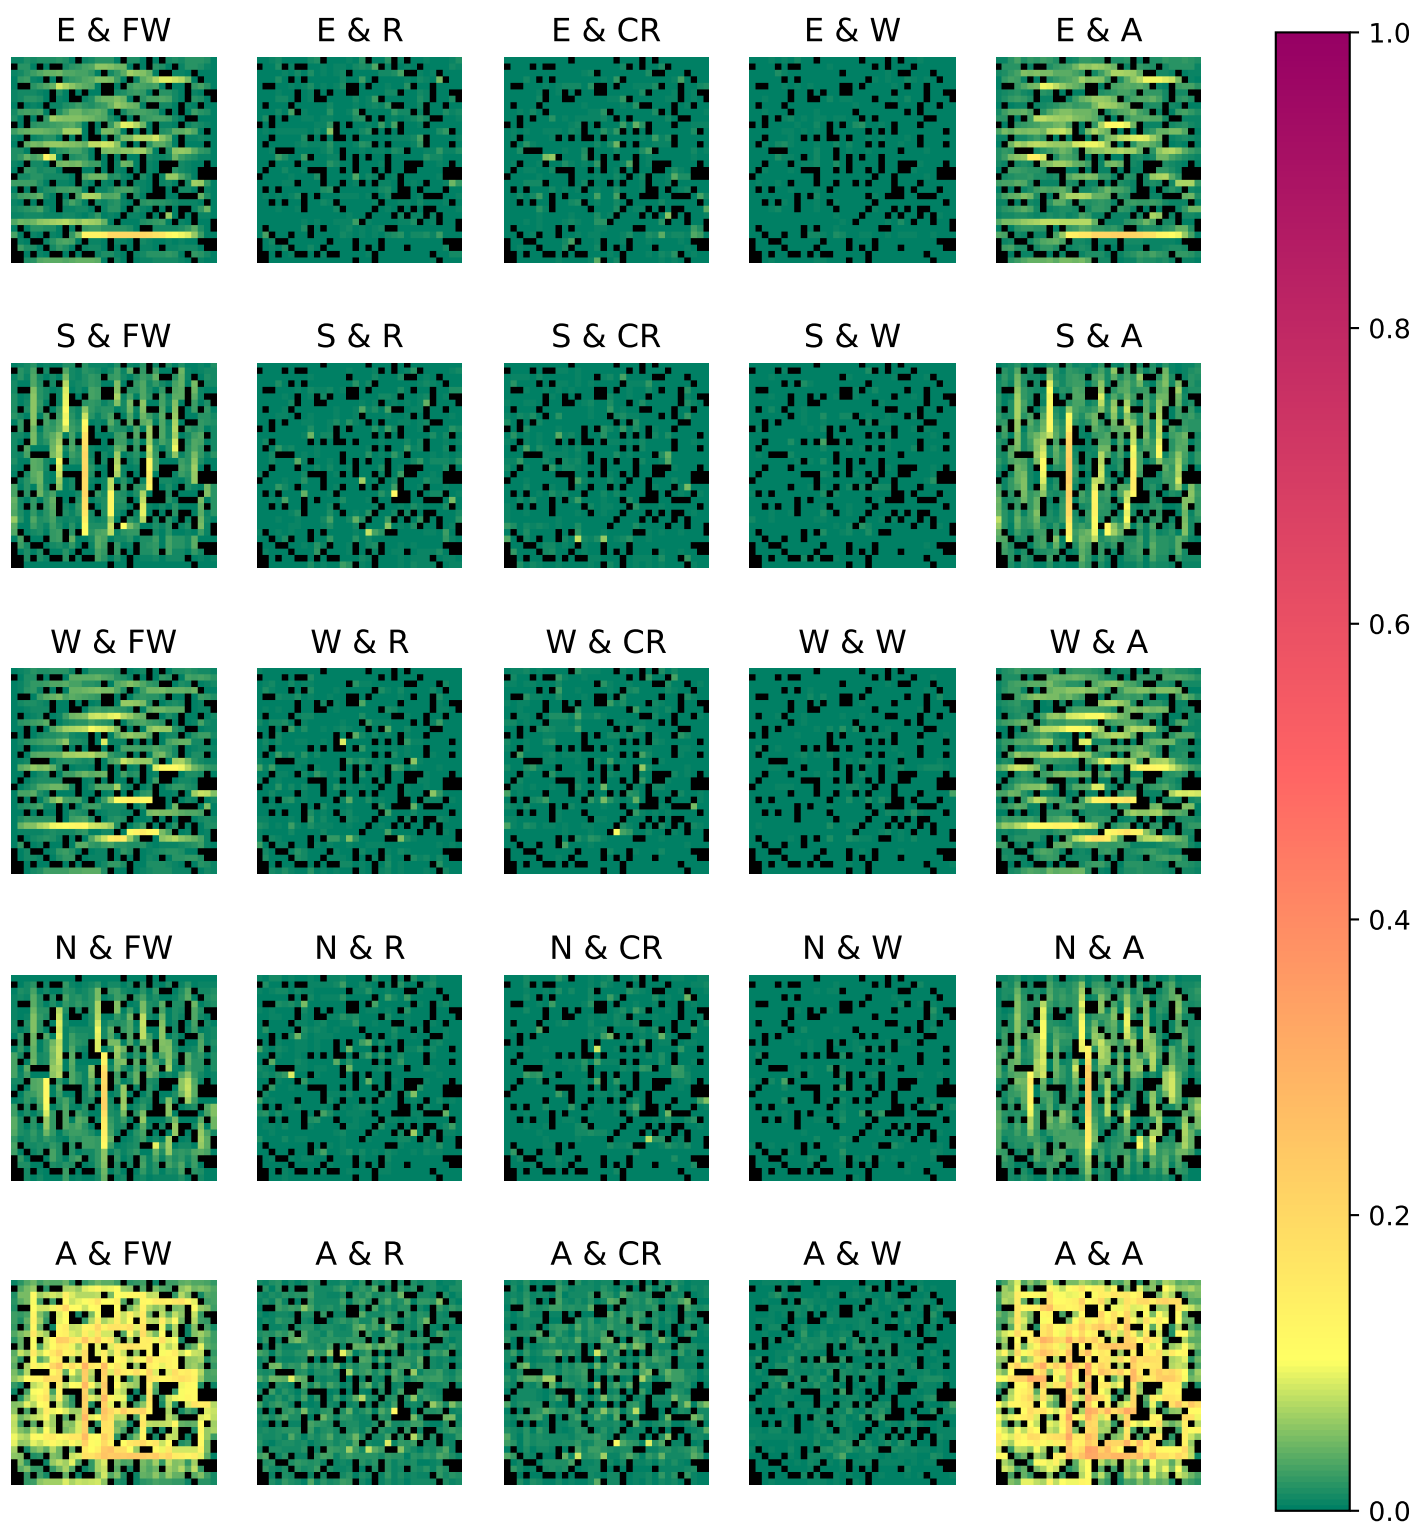 E & FW E & R E & CR E & W E & A
1.0
S & FW S & R S & CR S & W S & A
0.8
W & FW W & R W & CR W & W W & A
0.6
N & FW N & R N & CR N & W N & A
0.4
0.2
A & FW A & R A & CR A & W A & A
0.0